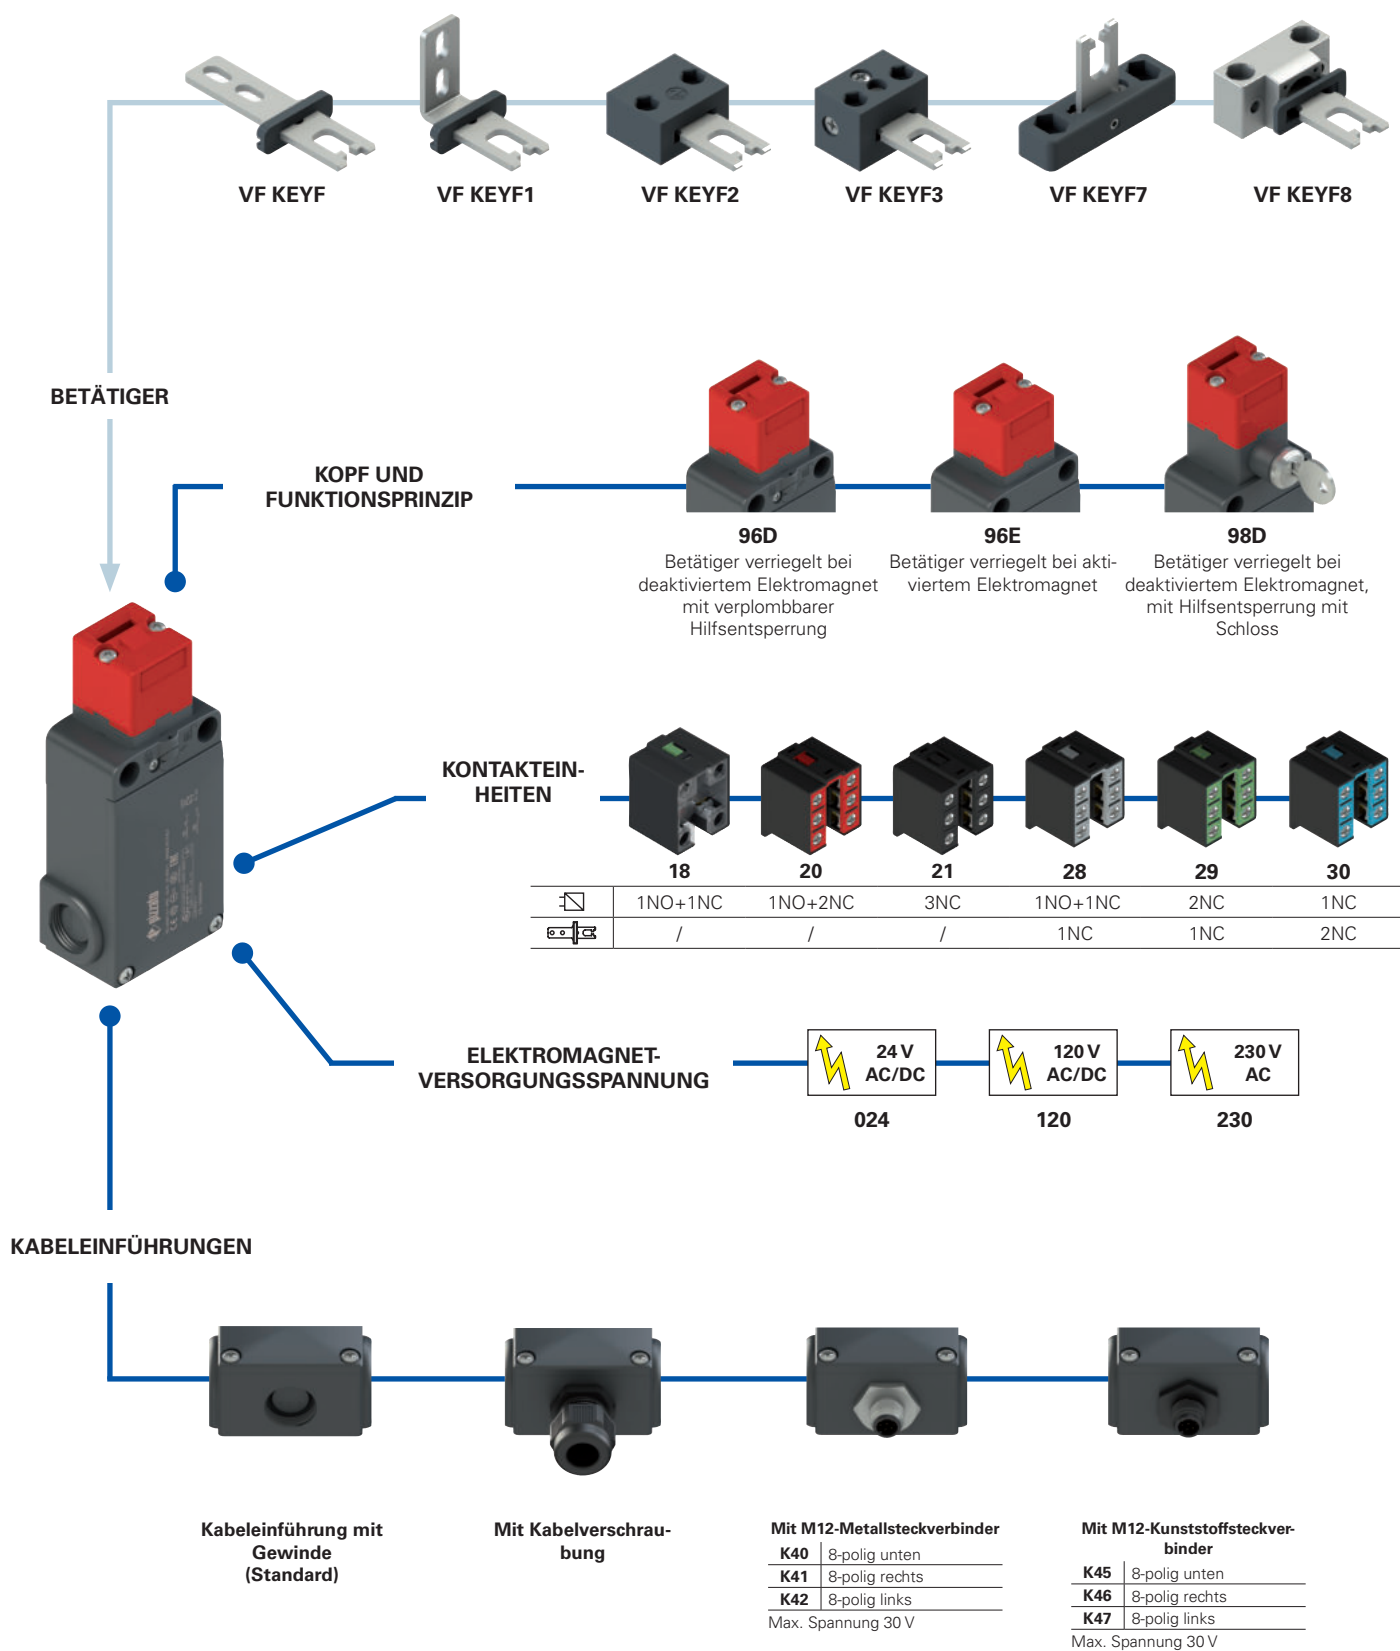 VF KEYF
VF KEYF1
VF KEYF2
VF KEYF3
VF KEYF7
VF KEYF8
BETÄTIGER
KOPF UND
FUNKTIONSPRINZIP
96D
Betätiger verriegelt bei
deaktiviertem Elektromagnet
mit verplombbarer
Hilfsentsperrung
96E
Betätiger verriegelt bei akti-
viertem Elektromagnet
98D
Betätiger verriegelt bei
deaktiviertem Elektromagnet,
mit Hilfsentsperrung mit
Schloss
KONTAKTEIN-
HEITEN
18 20 21 28 29 30
1NO+1NC 1NO+2NC 3NC 1NO+1NC 2NC 1NC
/ / / 1NC 1NC 2NC
pizzato
ELEKTROMAGNET-
VERSORGUNGSSPANNUNG
24 V
AC/DC
120 V
AC/DC
230 V
AC
024
120
230
KABELEINFÜHRUNGEN
Kabeleinführung mit
Gewinde
(Standard)
Mit Kabelverschrau-
bung
Mit M12-Metallsteckverbinder
K40 8-polig unten
K41 8-polig rechts
K42 8-polig links
Max. Spannung 30 V
Mit M12-Kunststoffsteckver-
binder
K45 8-polig unten
K46 8-polig rechts
K47 8-polig links
Max. Spannung 30 V